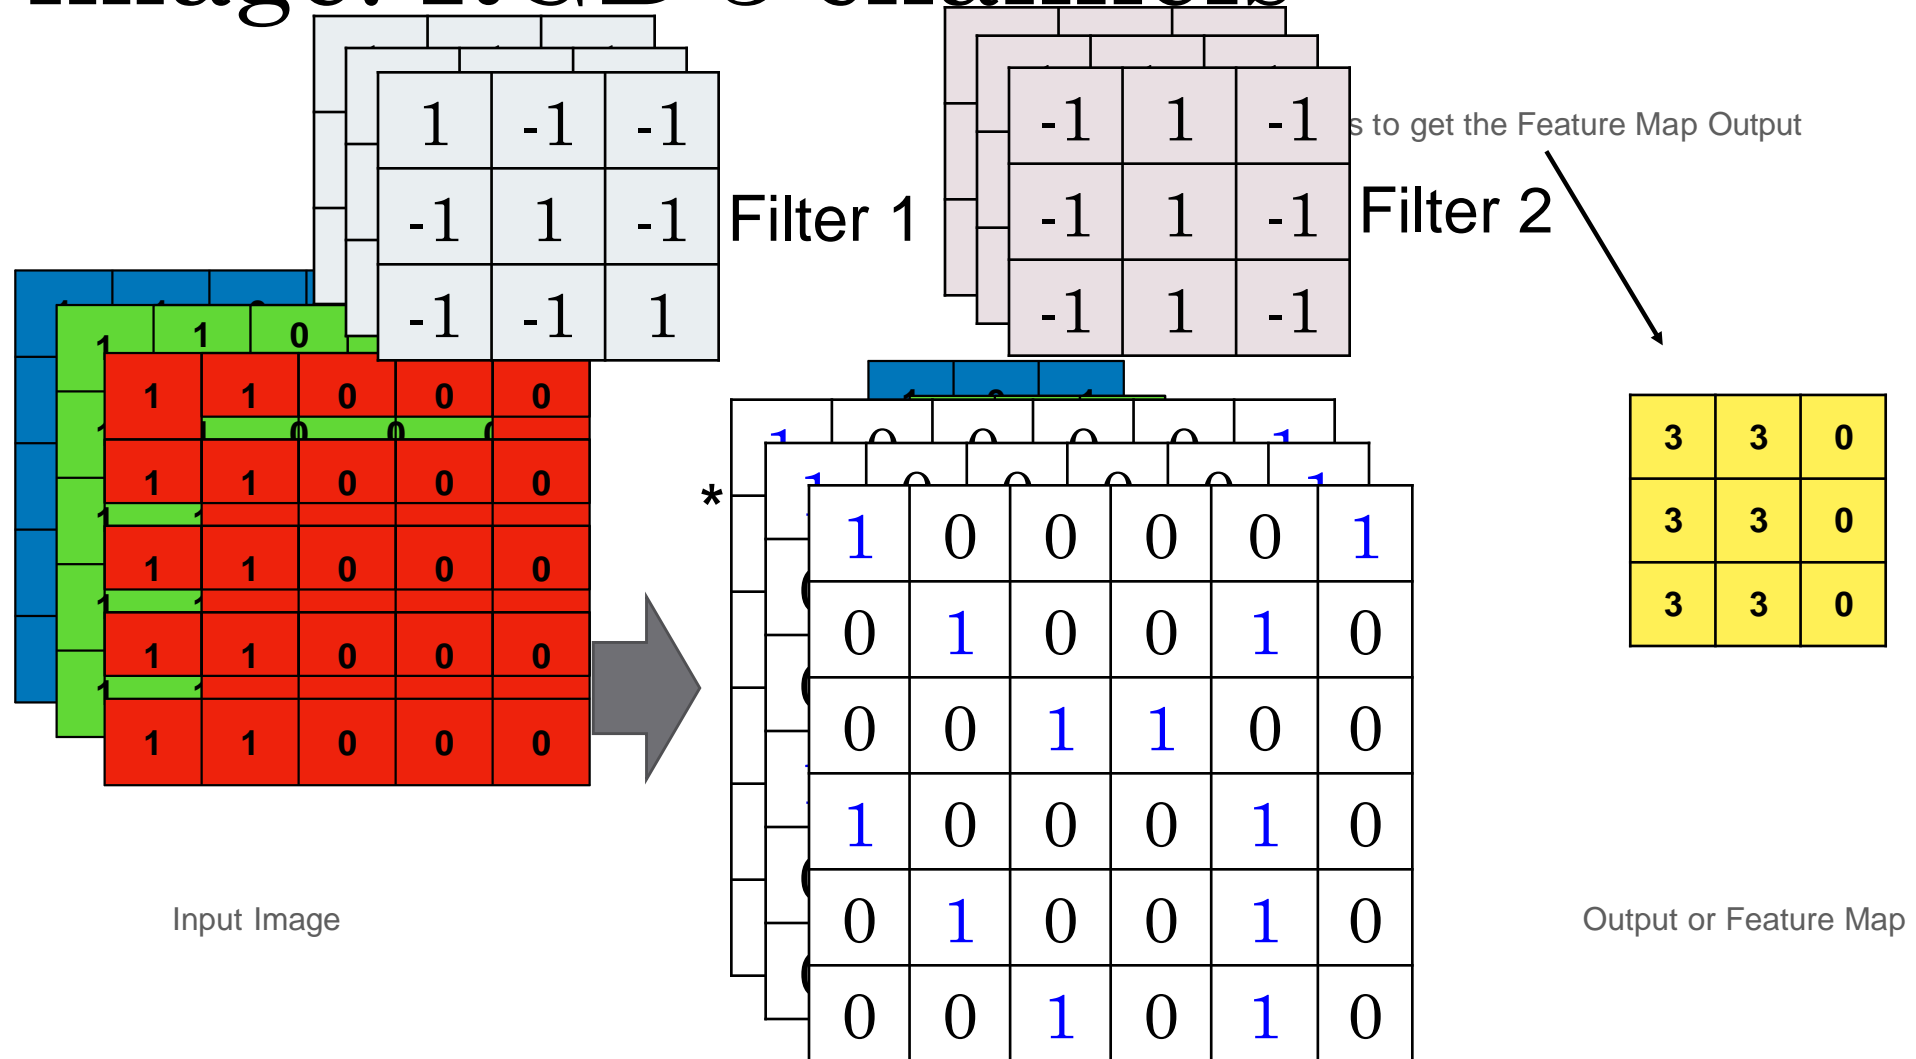 1 -1 -1
-1 1 -1
-1 -1 1
Filter 1
-1 1 -1
-1 1 -1
-1 1 -1
Filter 2
to get the Feature Map Output
1 1 0
1 1 0 0 0
1 1 0 0 0
1 1 0 0 0
1 1 0 0 0
1 1 0 0 0
*
1 0 0 0 0 1
0 1 0 0 1 0
0 0 1 1 0 0
1 0 0 0 1 0
0 1 0 0 1 0
0 0 1 0 1 0
3 3 0
3 3 0
3 3 0
Input Image
Output or Feature Map